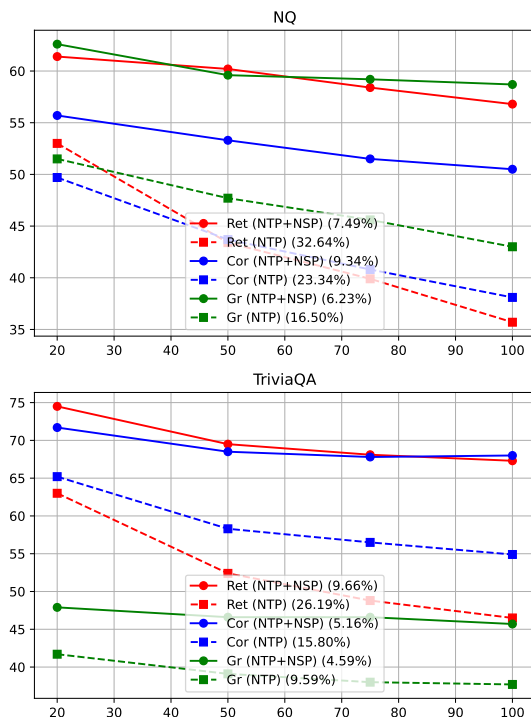 NQ
60
55
50
45
40
35
Ret (NTP+NSP) (7.49%)
Ret (NTP) (32.64%)
Cor (NTP+NSP) (9.34%)
Cor (NTP) (23.34%)
Gr (NTP+NSP) (6.23%)
Gr (NTP) (16.50%)
20 30 40 50 60 70 80 90 100
TriviaQA
75
70
65
60
55
50
45
40
Ret (NTP+NSP) (9.66%)
Ret (NTP) (26.19%)
Cor (NTP+NSP) (5.16%)
Cor (NTP) (15.80%)
Gr (NTP+NSP) (4.59%)
Gr (NTP) (9.59%)
20 30 40 50 60 70 80 90 100